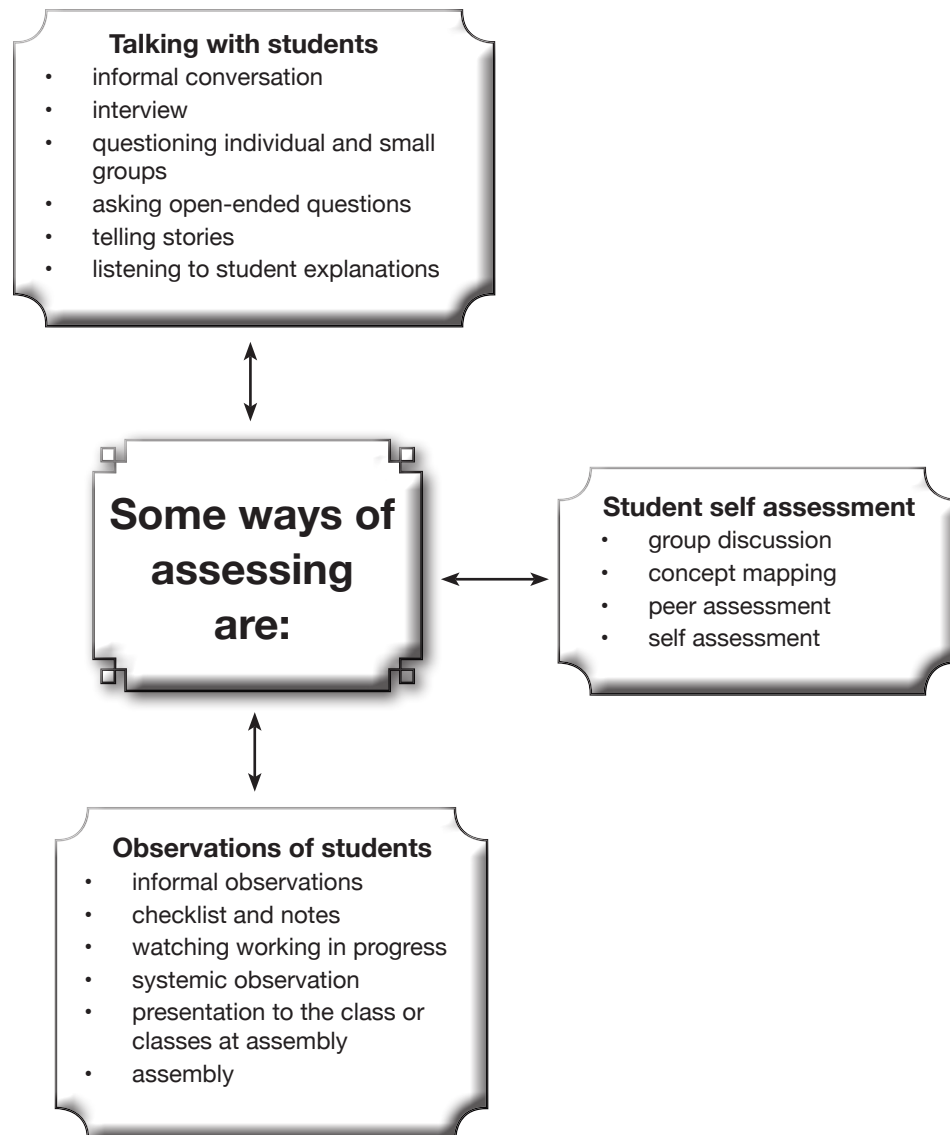 Talking with students
• informal conversation
• interview
• questioning individual and small
groups
• asking open-ended questions
• telling stories
• listening to student explanations
Some ways of
assessing
are:
Student self assessment
• group discussion
• concept mapping
• peer assessment
• self assessment
Observations of students
• informal observations
• checklist and notes
• watching working in progress
• systemic observation
• presentation to the class or
classes at assembly
• assembly